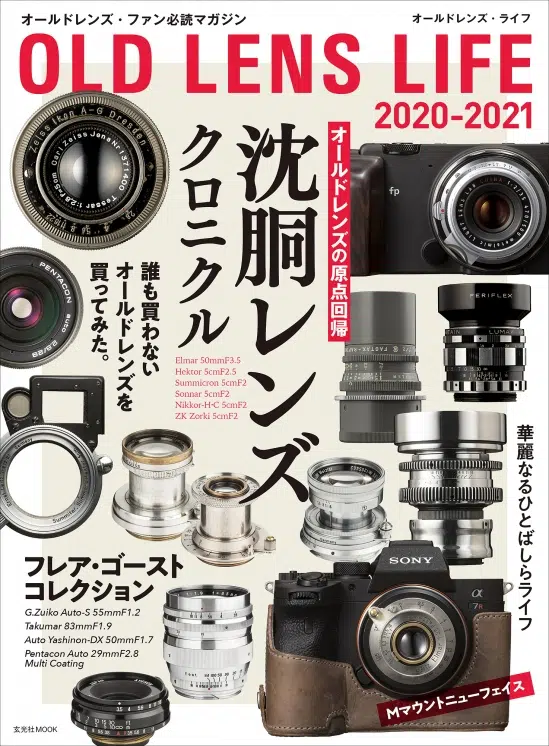 オールドレンズ・ファン必読マガジン
オールドレンズ・ライフ
OLD LENS LIFE
2020-2021
オールドレンズの原点回帰
沈胴レンズ
クロニクル
Elmar 50mmF3.5
Hektor 5cmF2.5
Summicron 5cmF2
Sonnar 5cmF2
Nikkor-H・C 5cmF2
ZK Zorki 5cmF2
誰も買わない
オールドレンズを
買ってみた。
華麗なるひとばしらライフ
フレア・ゴースト
コレクション
G.Zuiko Auto-S 55mmF1.2
Takumar 83mmF1.9
Auto Yashinon-DX 50mmF1.7
Pentacon Auto 29mmF2.8
Multi Coating
Mマウントニューフェイス
玄光社MOOK
Zeiss Ikon A-G Dresden
Carl Zeiss Jena Nr 1371400 Tessar 1:2,8 f=5cm
PENTACON auto 2.8/29
fp
PERIFLEX
SONY
α7R